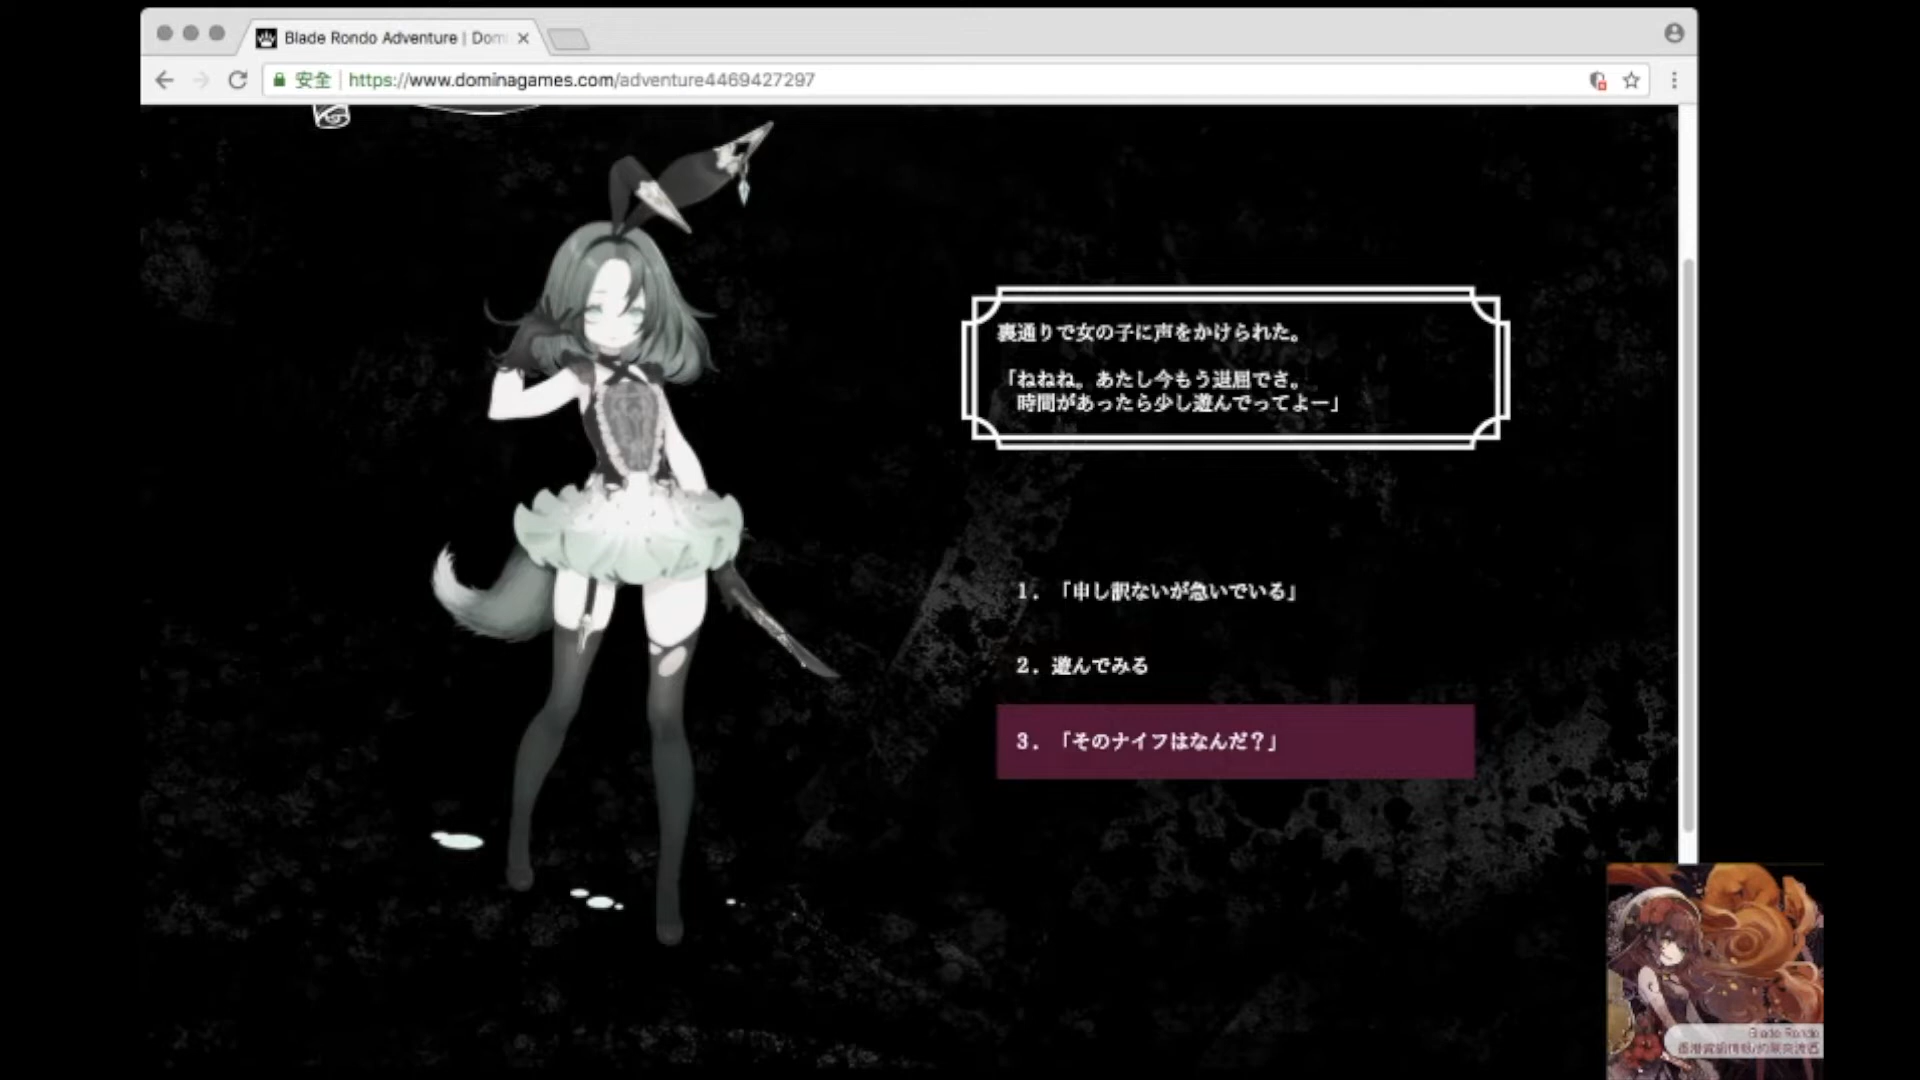 Blade Rondo Adventure | Dom
安全
https://www.dominagames.com/adventure4469427297
裏通りで女の子に声をかけられた。
「ねねね。あたし今もう退屈でさ。
時間があったら少し遊んでってよー」
1. 「申し訳ないが急いでいる」
2. 遊んでみる
3. 「そのナイフはなんだ？」
Blade Rondo